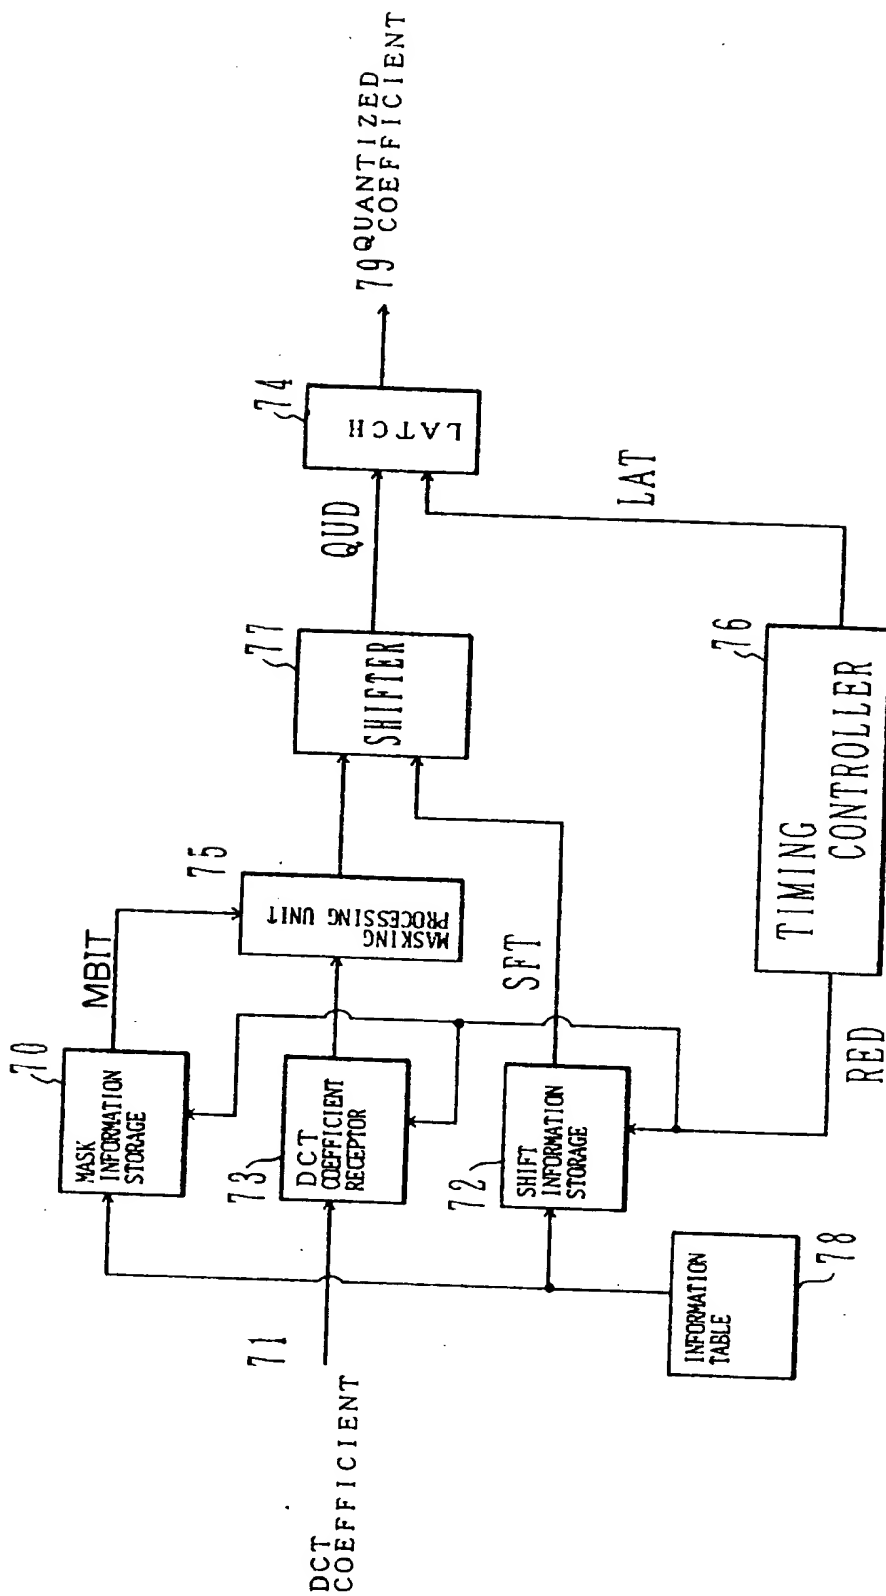 70
MASK
INFORMATION
STORAGE
MBIT
75
MASKING
PROCESSING UNIT
71
DCT
COEFFICIENT
73
DCT
COEFFICIENT
RECEPTOR
77
SHIFTER
QUD
74
LATCH
79
QUANTIZED
COEFFICIENT
72
SHIFT
INFORMATION
STORAGE
SFT
LAT
78
INFORMATION
TABLE
RED
76
TIMING
CONTROLLER